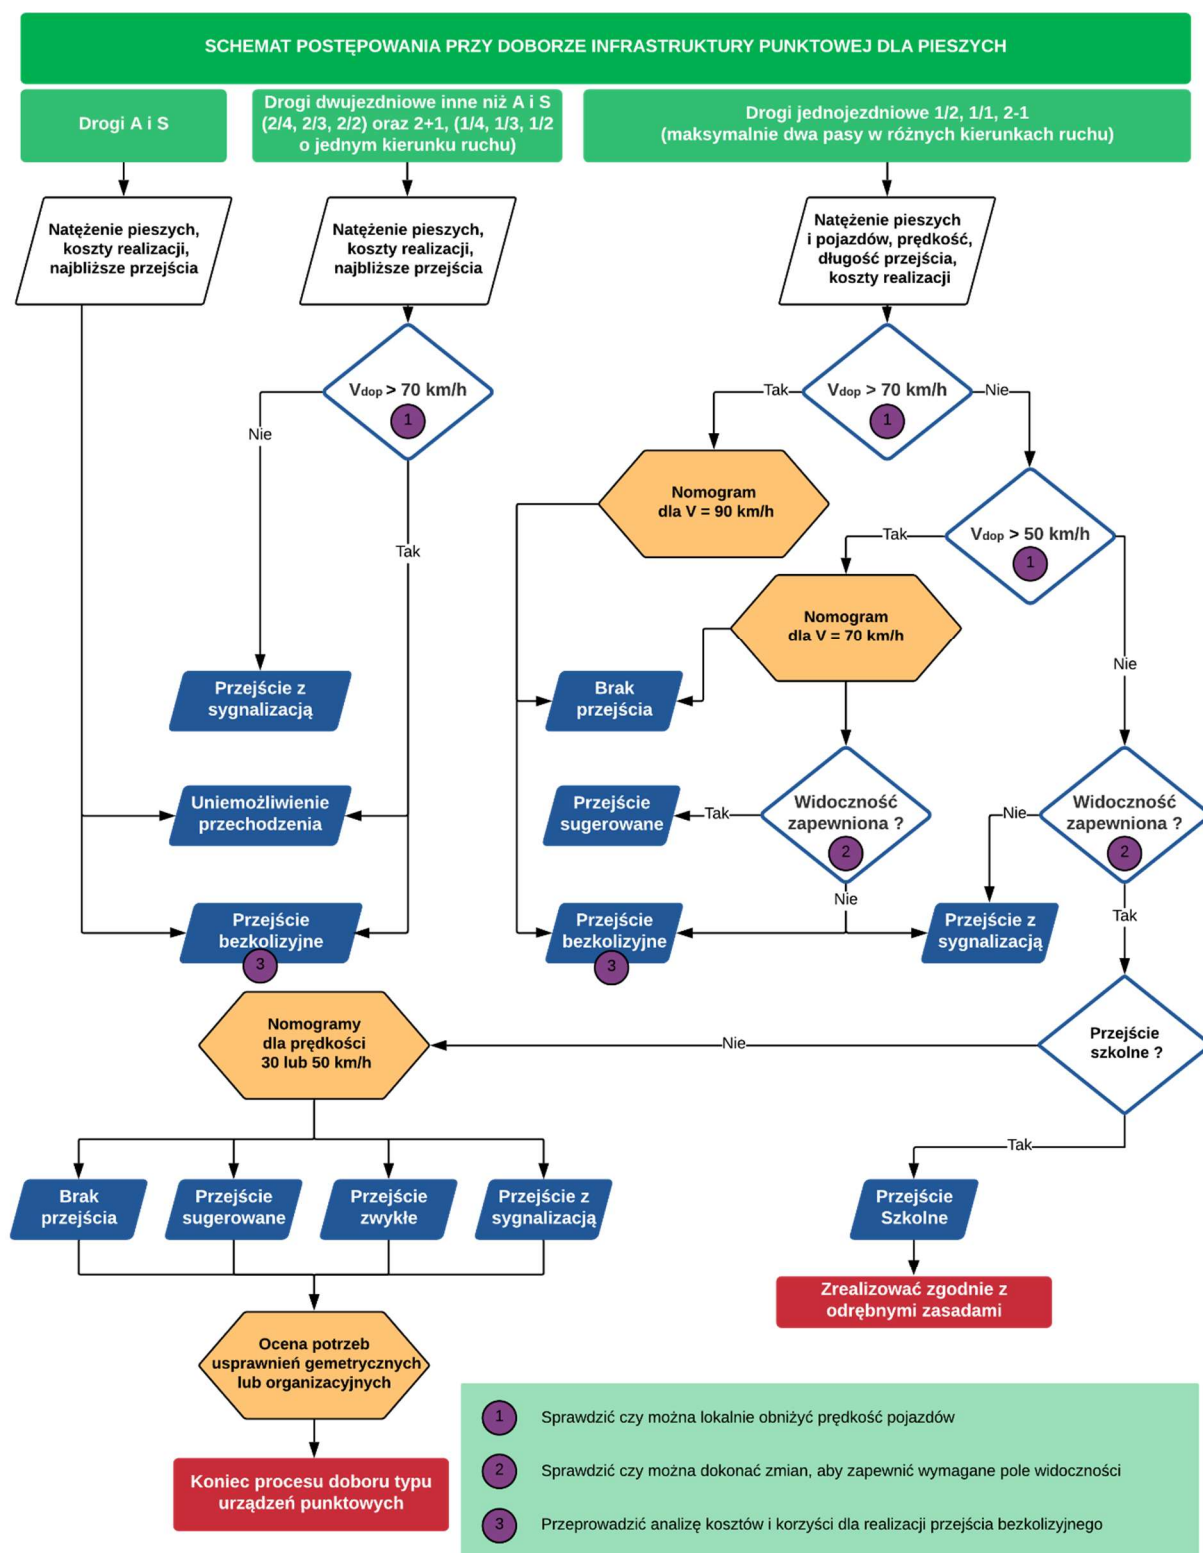 SCHEMAT POSTĘPOWANIA PRZY DOBORZE INFRASTRUKTURY PUNKTOWEJ DLA PIESZYCH
Drogi A i S
Drogi dwujezdniowe inne niż A i S
(2/4, 2/3, 2/2) oraz 2+1, (1/4, 1/3, 1/2
o jednym kierunku ruchu)
Drogi jednojezdniowe 1/2, 1/1, 2-1
(maksymalnie dwa pasy w różnych kierunkach ruchu)
Natężenie pieszych,
koszty realizacji,
najbliższe przejścia
Natężenie pieszych,
koszty realizacji,
najbliższe przejścia
Natężenie pieszych
i pojazdów, prędkość,
długość przejścia,
koszty realizacji
Vdop > 70 km/h
1
Nie
Tak
Vdop > 70 km/h
1
Tak
Nie
Nomogram
dla V = 90 km/h
Vdop > 50 km/h
1
Tak
Nie
Nomogram
dla V = 70 km/h
Przejście z
sygnalizacją
Brak
przejścia
Uniemożliwienie
przechodzenia
Przejście
sugerowane
Tak
Widoczność
zapewniona ?
2
Nie
Nie
Widoczność
zapewniona ?
2
Tak
Przejście
bezkolizyjne
3
Przejście
bezkolizyjne
3
Przejście z
sygnalizacją
Nomogramy
dla prędkości
30 lub 50 km/h
Nie
Przejście
szkolne ?
Tak
Brak
przejścia
Przejście
sugerowane
Przejście
zwykłe
Przejście z
sygnalizacją
Przejście
Szkolne
Zrealizować zgodnie z
odrębnymi zasadami
Ocena potrzeb
usprawnień gemetrycznych
lub organizacyjnych
Koniec procesu doboru typu
urządzeń punktowych
1 Sprawdzić czy można lokalnie obniżyć prędkość pojazdów
2 Sprawdzić czy można dokonać zmian, aby zapewnić wymagane pole widoczności
3 Przeprowadzić analizę kosztów i korzyści dla realizacji przejścia bezkolizyjnego